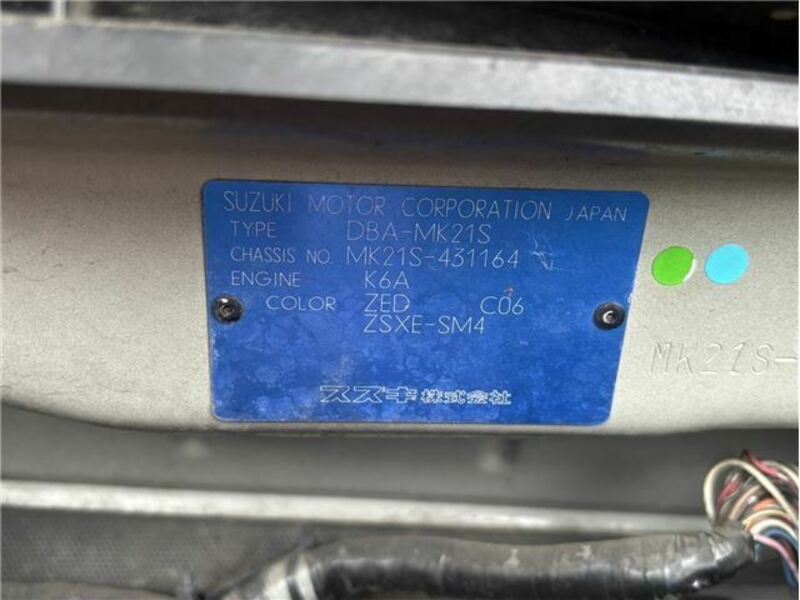 SUZUKI MOTOR CORPORATION JAPAN
TYPE DBA-MK21S
CHASSIS NO. MK21S-431164
ENGINE K6A
COLOR ZED C06
ZSXE-SM4
スズキ株式会社
MK21S-